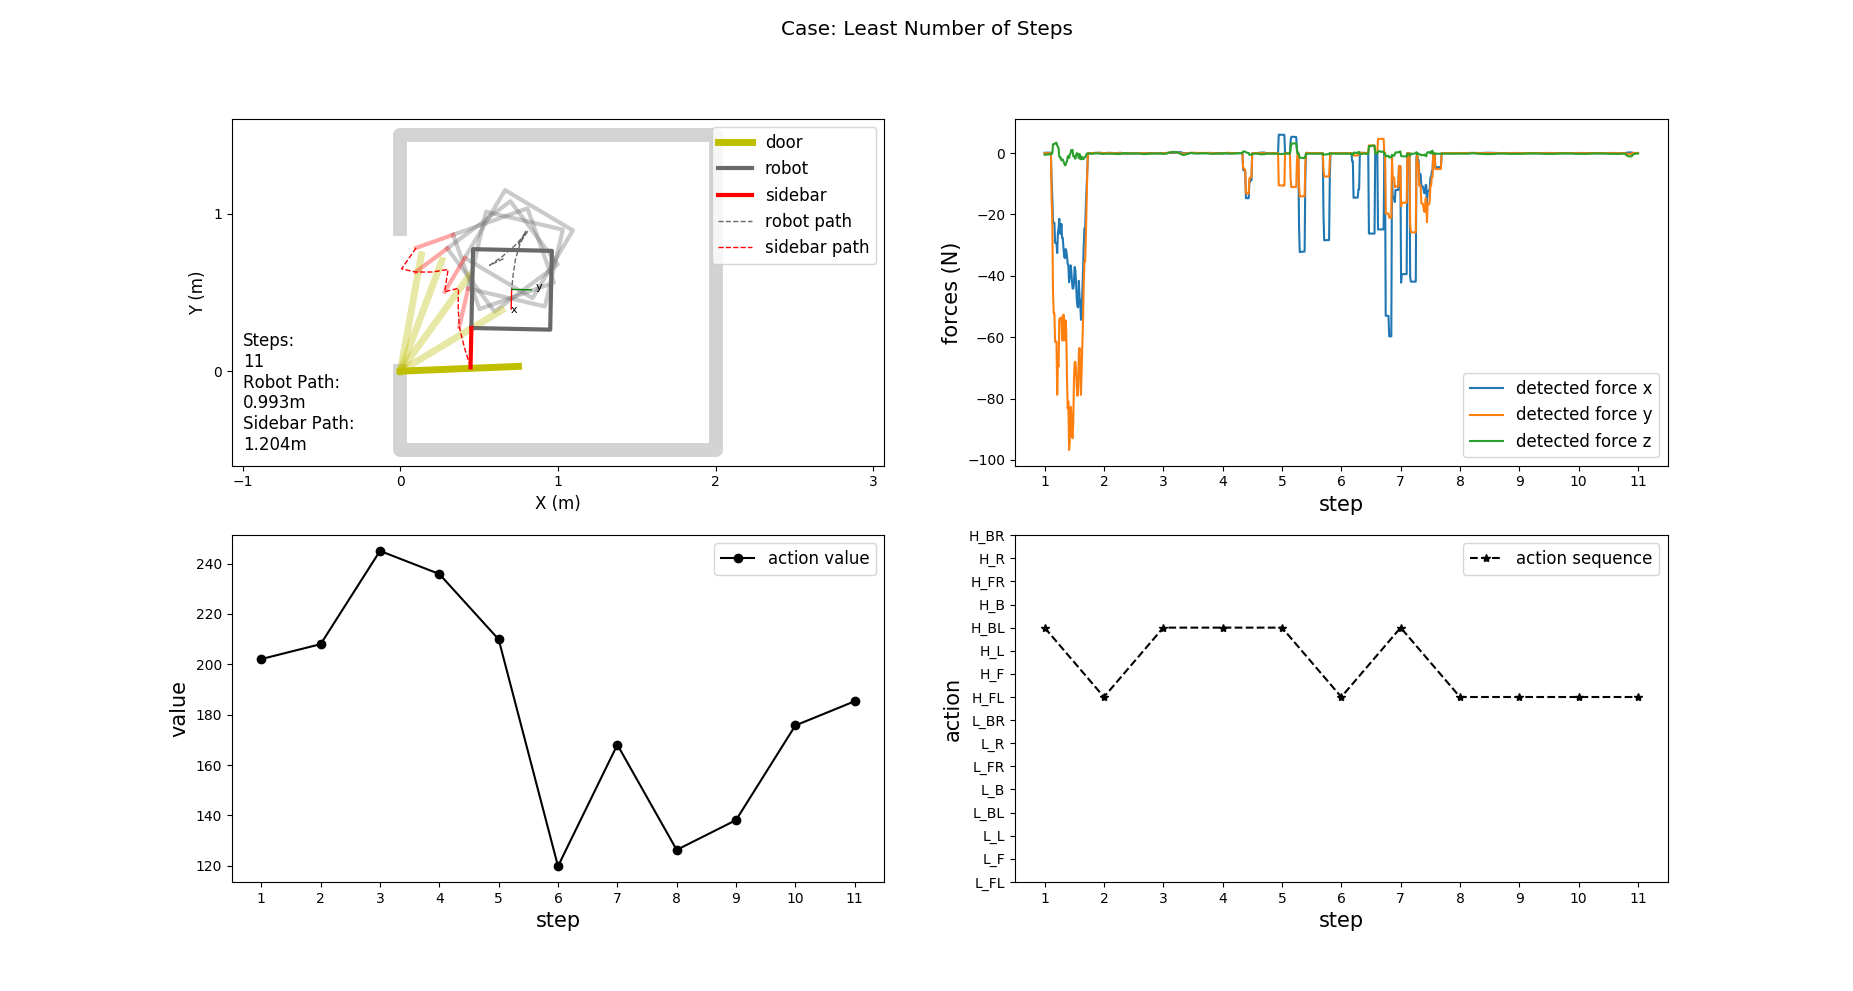 Case: Least Number of Steps
door
robot
sidebar
robot path
sidebar path
1
0
Y (m)
Steps:
11
Robot Path:
0.993m
Sidebar Path:
1.204m
y
x
−1
0
1
2
3
X (m)
0
−20
−40
−60
−80
−100
forces (N)
detected force x
detected force y
detected force z
1 2 3 4 5 6 7 8 9 10 11
step
240
220
200
180
160
140
120
value
action value
1 2 3 4 5 6 7 8 9 10 11
step
H_BR
H_R
H_FR
H_B
H_BL
H_L
H_F
H_FL
L_BR
L_R
L_FR
L_B
L_BL
L_L
L_F
L_FL
action
action sequence
1 2 3 4 5 6 7 8 9 10 11
step